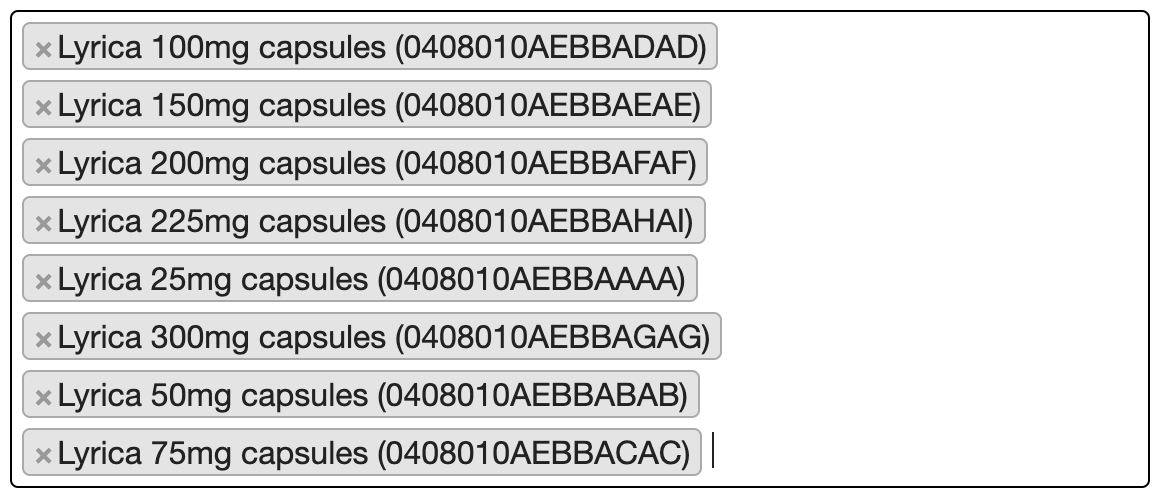 ×Lyrica 100mg capsules (0408010AEBBADAD)
×Lyrica 150mg capsules (0408010AEBBAEAE)
×Lyrica 200mg capsules (0408010AEBBAFAF)
×Lyrica 225mg capsules (0408010AEBBAHAI)
×Lyrica 25mg capsules (0408010AEBBAAAA)
×Lyrica 300mg capsules (0408010AEBBAGAG)
×Lyrica 50mg capsules (0408010AEBBABAB)
×Lyrica 75mg capsules (0408010AEBBACAC)